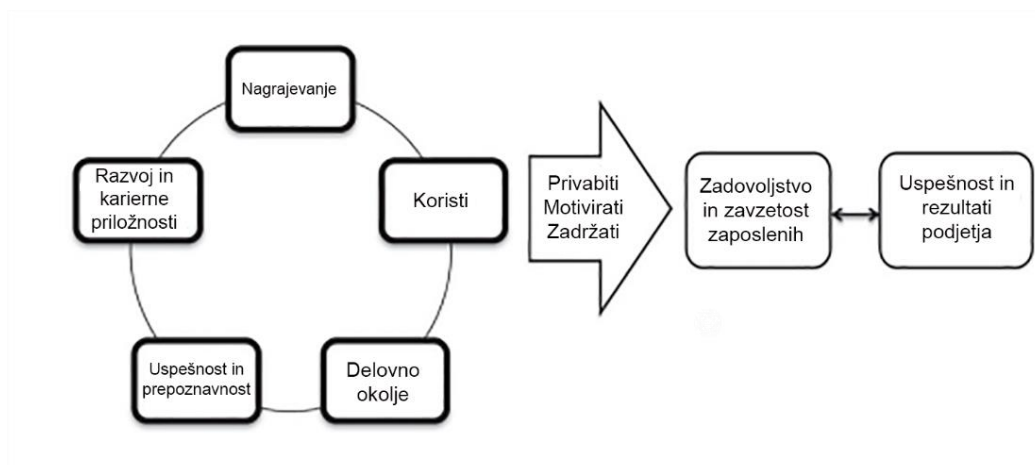 Nagrajevanje
Koristi
Delovno
okolje
Uspešnost in
prepoznavnost
Razvoj in
karierne
priložnosti
Privabiti
Motivirati
Zadržati
Zadovoljstvo
in zavzetost
zaposlenih
Uspešnost in
rezultati
podjetja